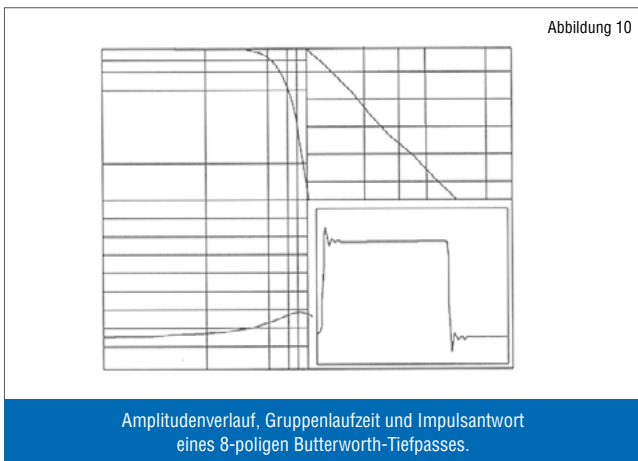 Abbildung 10
Amplitudenverlauf, Gruppenlaufzeit und Impulsantwort
eines 8-poligen Butterworth-Tiefpasses.